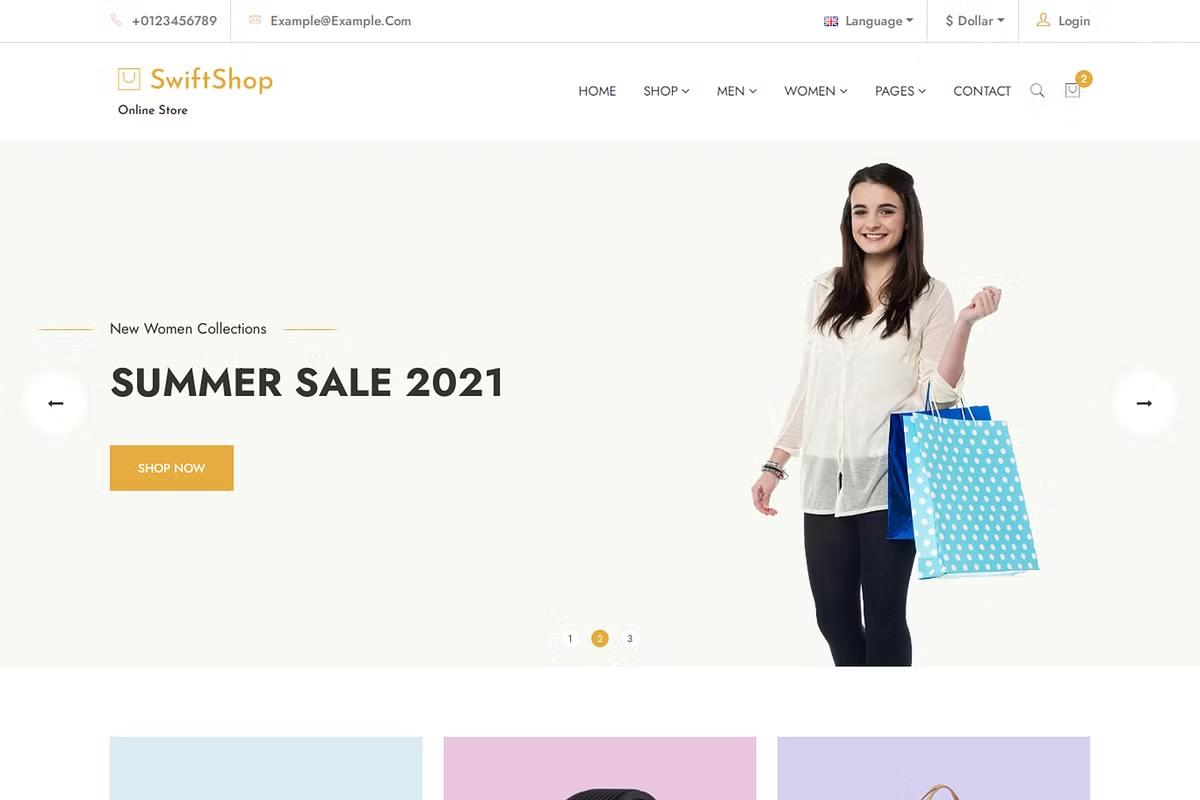 +0123456789 Example@Example.Com Language $ Dollar Login
SwiftShop
Online Store
HOME SHOP MEN WOMEN PAGES CONTACT 2
New Women Collections
SUMMER SALE 2021
SHOP NOW
1 2 3